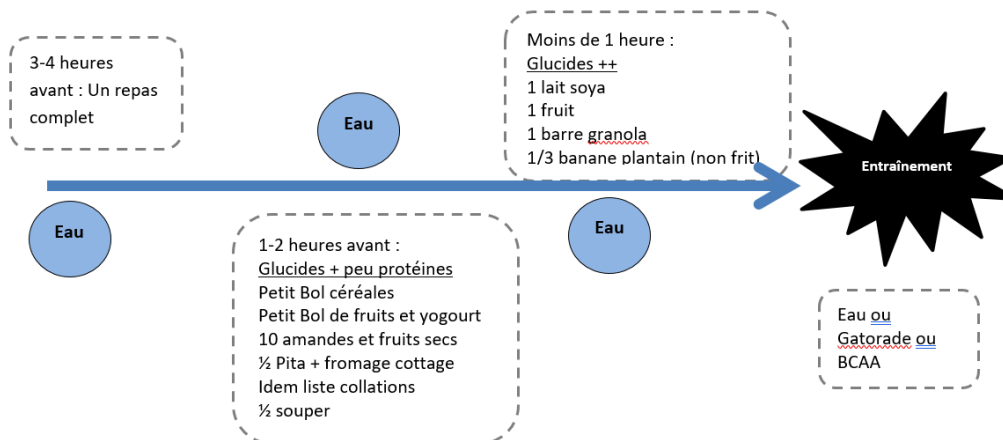 3-4 heures
avant : Un repas
complet
Eau
Eau
1-2 heures avant :
Glucides + peu protéines
Petit Bol céréales
Petit Bol de fruits et yogourt
10 amandes et fruits secs
½ Pita + fromage cottage
Idem liste collations
½ souper
Moins de 1 heure :
Glucides ++
1 lait soya
1 fruit
1 barre granola
1/3 banane plantain (non frit)
Eau
Entraînement
Eau ou
Gatorade ou
BCAA